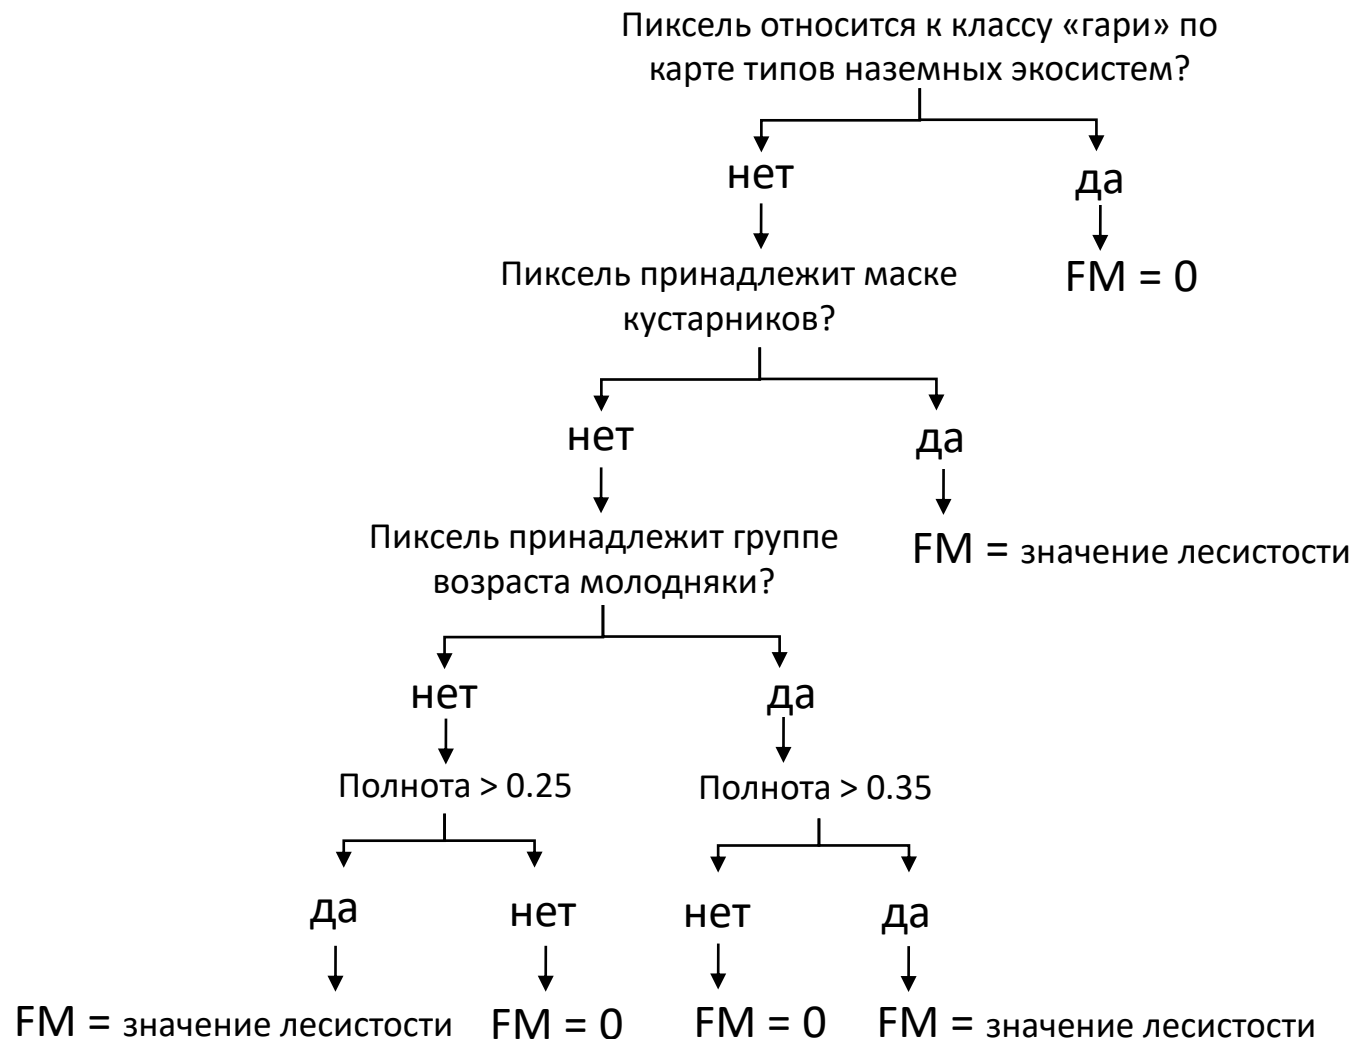 Пиксель относится к классу «гари» по
карте типов наземных экосистем?
нет
да
Пиксель принадлежит маске
кустарников?
FM = 0
нет
да
Пиксель принадлежит группе
возраста молодняки?
FM = значение лесистости
нет
да
Полнота > 0.25
Полнота > 0.35
да
нет
нет
да
FM = значение лесистости
FM = 0
FM = 0
FM = значение лесистости